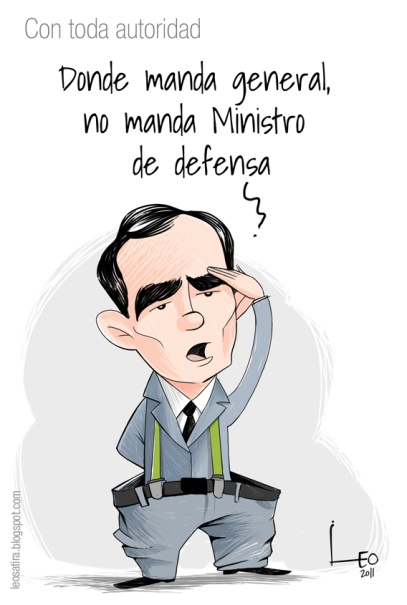 Con toda autoridad
Donde manda general,
no manda Ministro
de defensa
leosatira.blogspot.com
LEO
2011